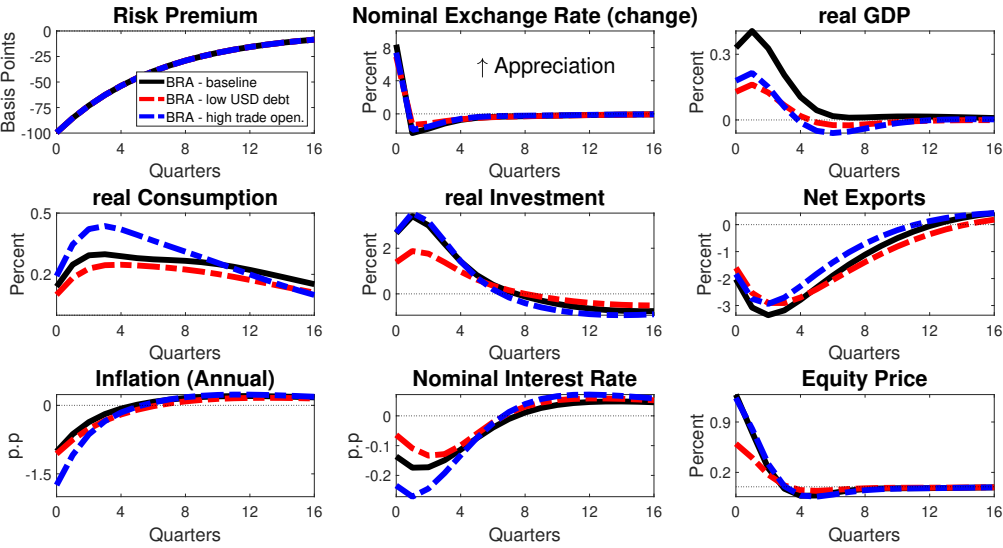 Risk Premium
Basis Points
0
-25
-50
-75
-100
BRA - baseline
BRA - low USD debt
BRA - high trade open.
0 4 8 12 16
Quarters
Nominal Exchange Rate (change)
Percent
8
4
0
↑ Appreciation
0 4 8 12 16
Quarters
real GDP
Percent
0.3
0
0 4 8 12 16
Quarters
real Consumption
Percent
0.5
0.2
0 4 8 12 16
Quarters
real Investment
Percent
2
0
0 4 8 12 16
Quarters
Net Exports
Percent
0
-1
-2
-3
0 4 8 12 16
Quarters
Inflation (Annual)
p.p
0
-1.5
0 4 8 12 16
Quarters
Nominal Interest Rate
p.p
0
-0.1
-0.2
0 4 8 12 16
Quarters
Equity Price
Percent
0.9
0.2
0 4 8 12 16
Quarters